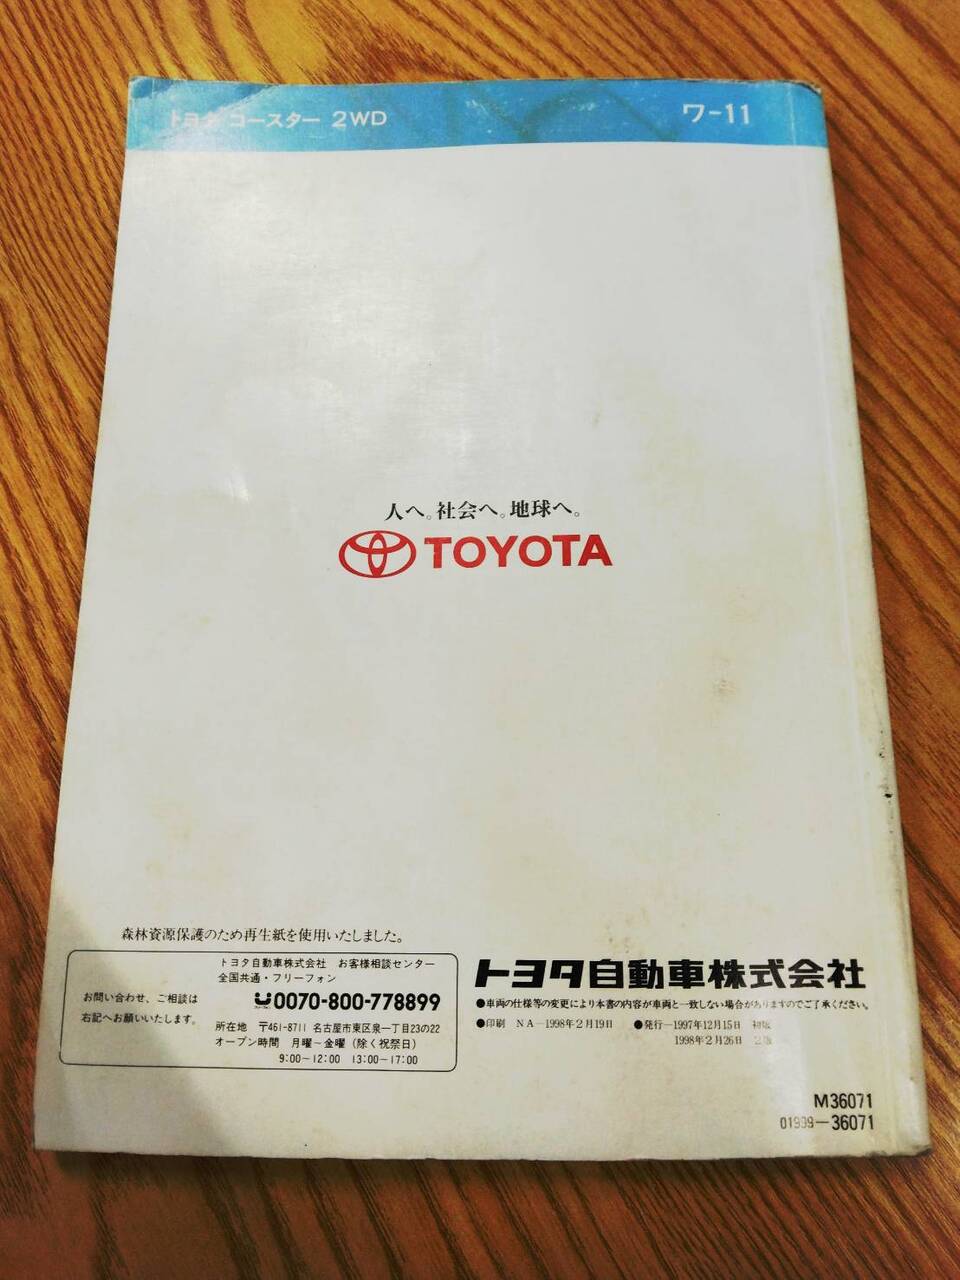 トヨタ コースター 2WD
ワ-11
人へ。社会へ。地球へ。
TOYOTA
森林資源保護のため再生紙を使用いたしました。
お問い合わせ、ご相談は
右記へお願いいたします。
トヨタ自動車株式会社 お客様相談センター
全国共通・フリーフォン
0070-800-778899
所在地 〒461-8711 名古屋市東区泉一丁目23の22
オープン時間 月曜~金曜(除く祝祭日)
9:00-12:00 13:00-17:00
トヨタ自動車株式会社
●車両の仕様等の変更により本書の内容が車両と一致しない場合がありますのでご了承ください。
●印刷 NA-1998年2月19日 ●発行-1997年12月15日 初版
1998年2月26日 2版
M36071
01999-36071